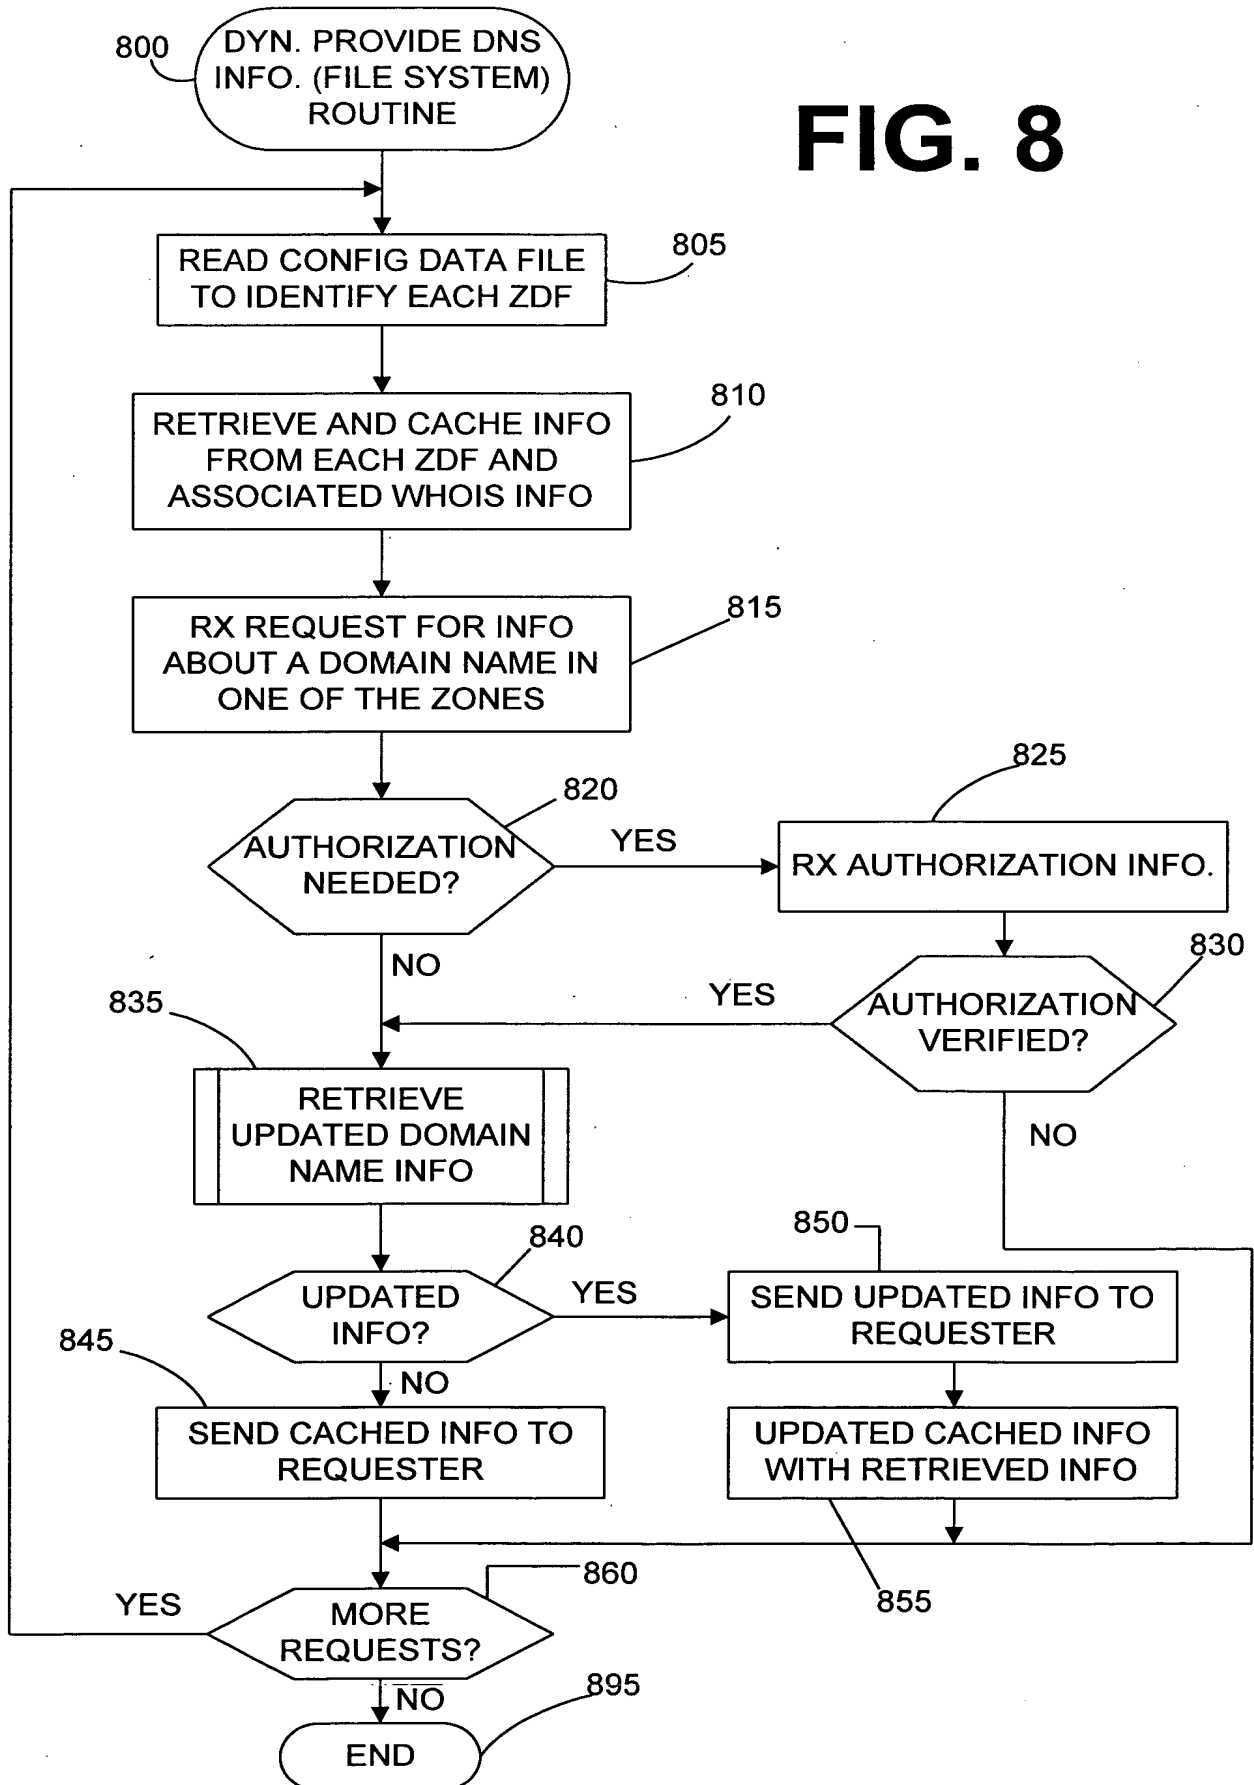 800
DYN. PROVIDE DNS
INFO. (FILE SYSTEM)
ROUTINE
FIG. 8
805
READ CONFIG DATA FILE
TO IDENTIFY EACH ZDF
810
RETRIEVE AND CACHE INFO
FROM EACH ZDF AND
ASSOCIATED WHOIS INFO
815
RX REQUEST FOR INFO
ABOUT A DOMAIN NAME IN
ONE OF THE ZONES
820
AUTHORIZATION
NEEDED?
YES
825
RX AUTHORIZATION INFO.
NO
830
AUTHORIZATION
VERIFIED?
YES
NO
835
RETRIEVE
UPDATED DOMAIN
NAME INFO
840
UPDATED
INFO?
YES
850
SEND UPDATED INFO TO
REQUESTER
NO
845
SEND CACHED INFO TO
REQUESTER
UPDATED CACHED INFO
WITH RETRIEVED INFO
855
860
MORE
REQUESTS?
YES
NO
895
END